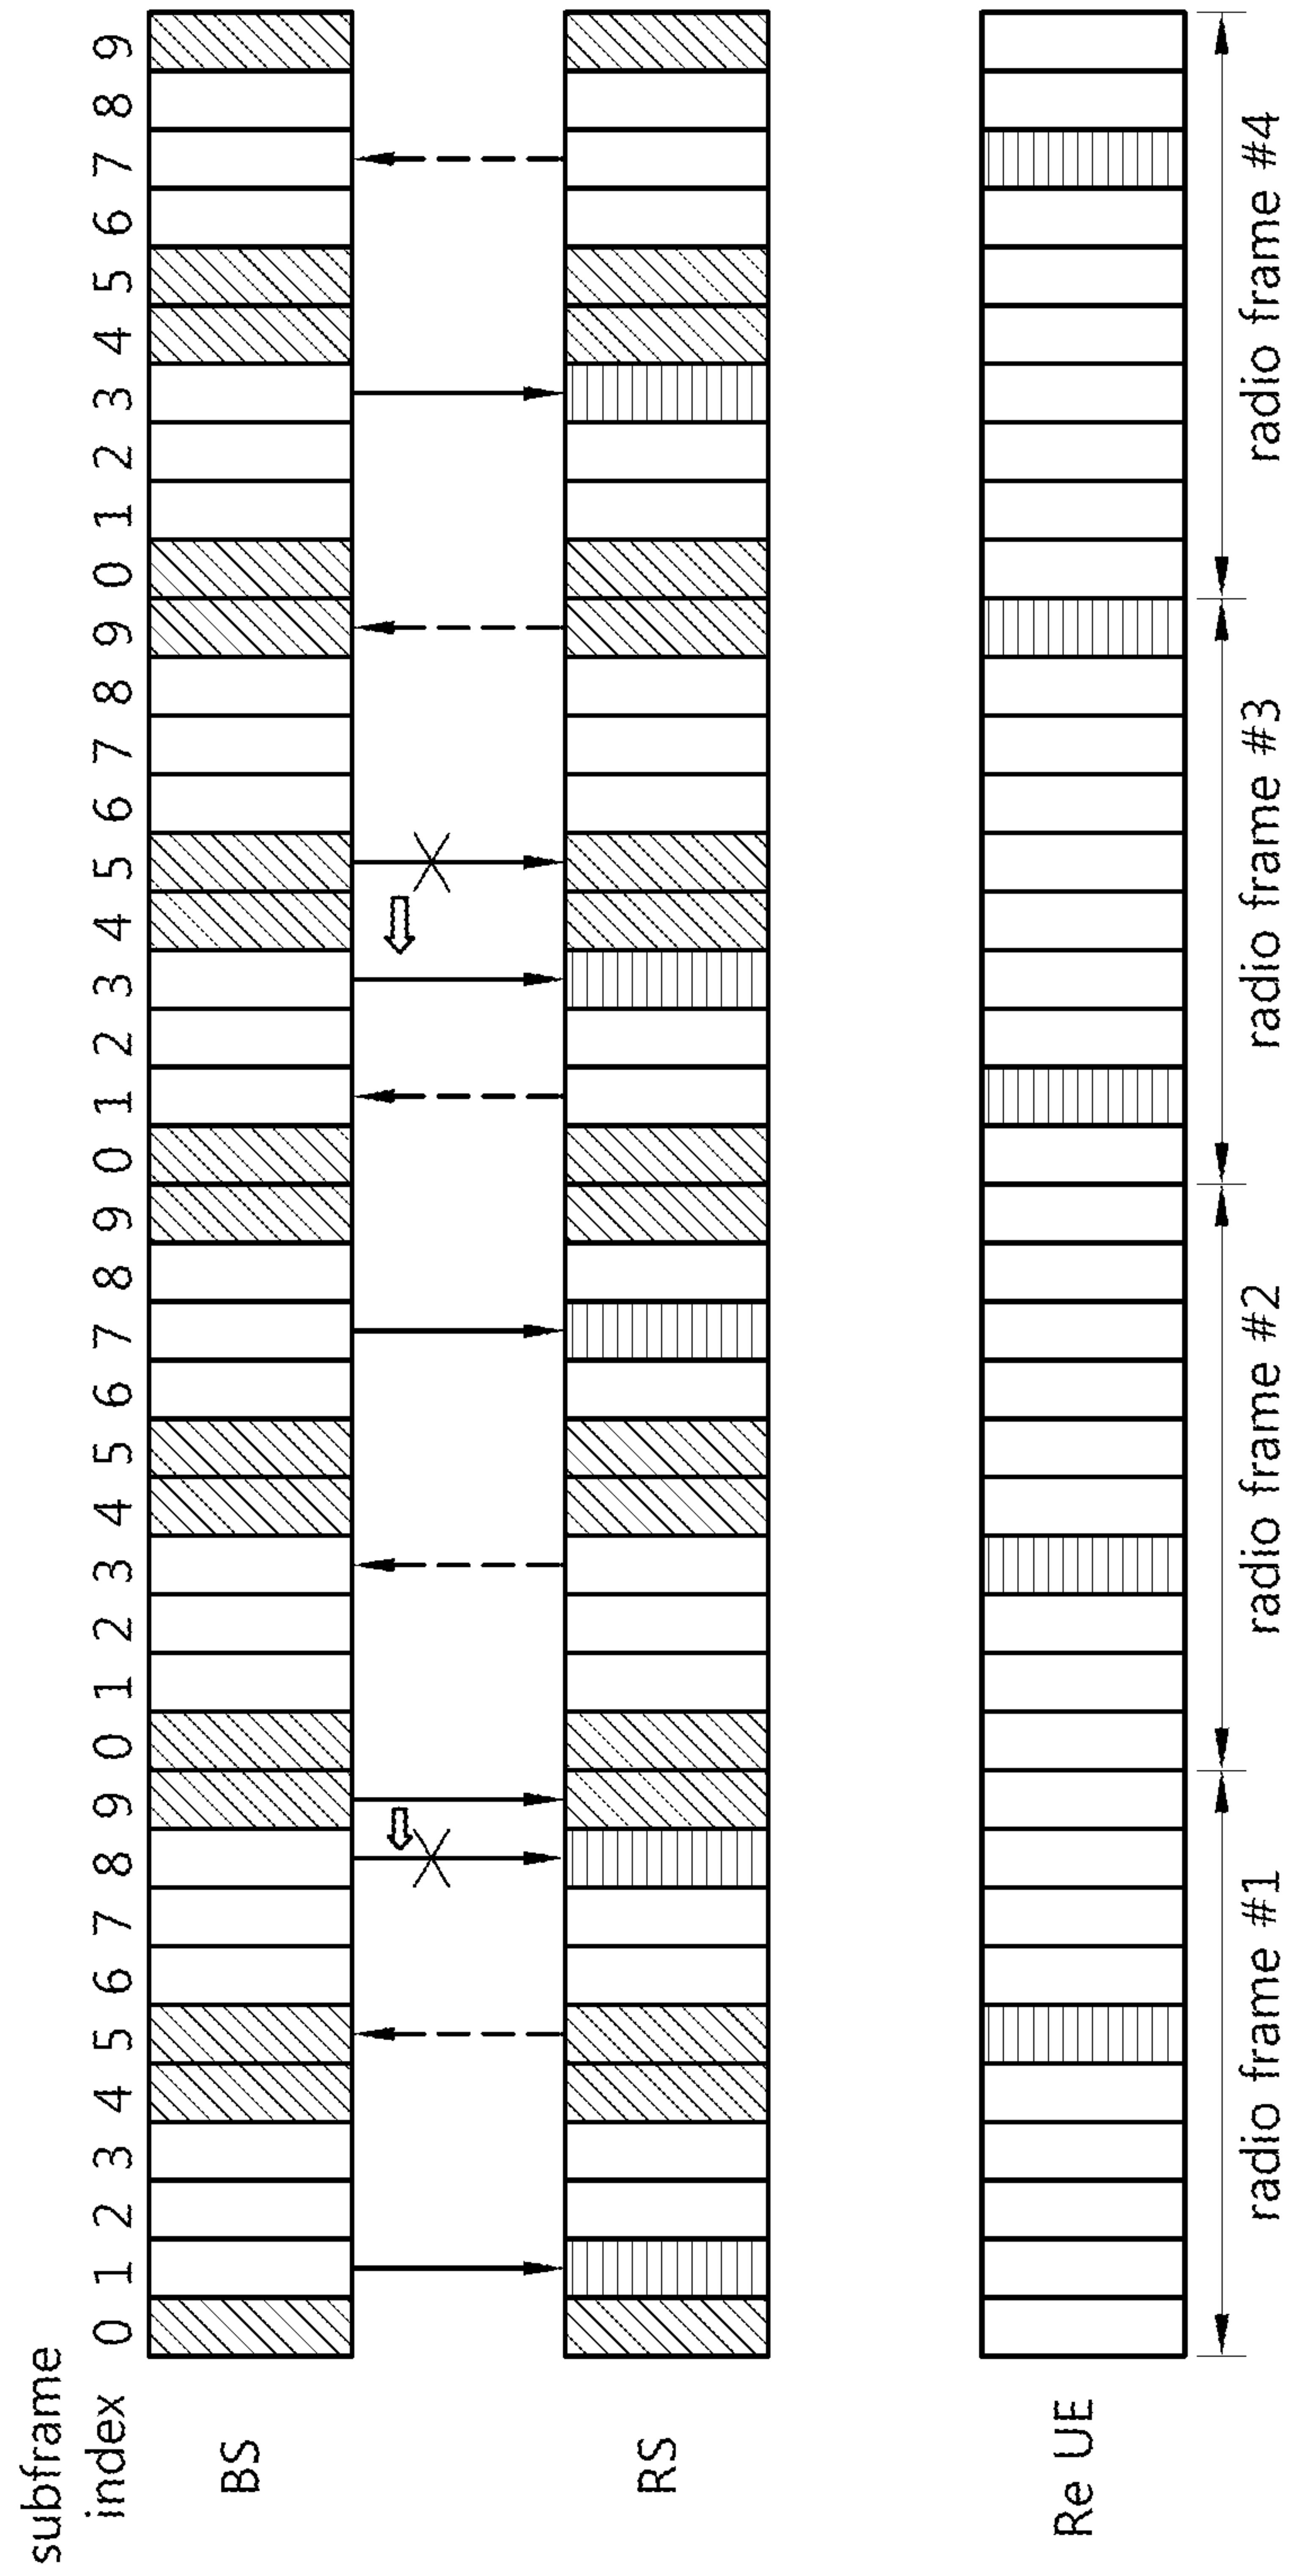 subframe
index 0 1 2 3 4 5 6 7 8 9 0 1 2 3 4 5 6 7 8 9 0 1 2 3 4 5 6 7 8 9 0 1 2 3 4 5 6 7 8 9
BS
RS
Re UE
radio frame #1 radio frame #2 radio frame #3 radio frame #4